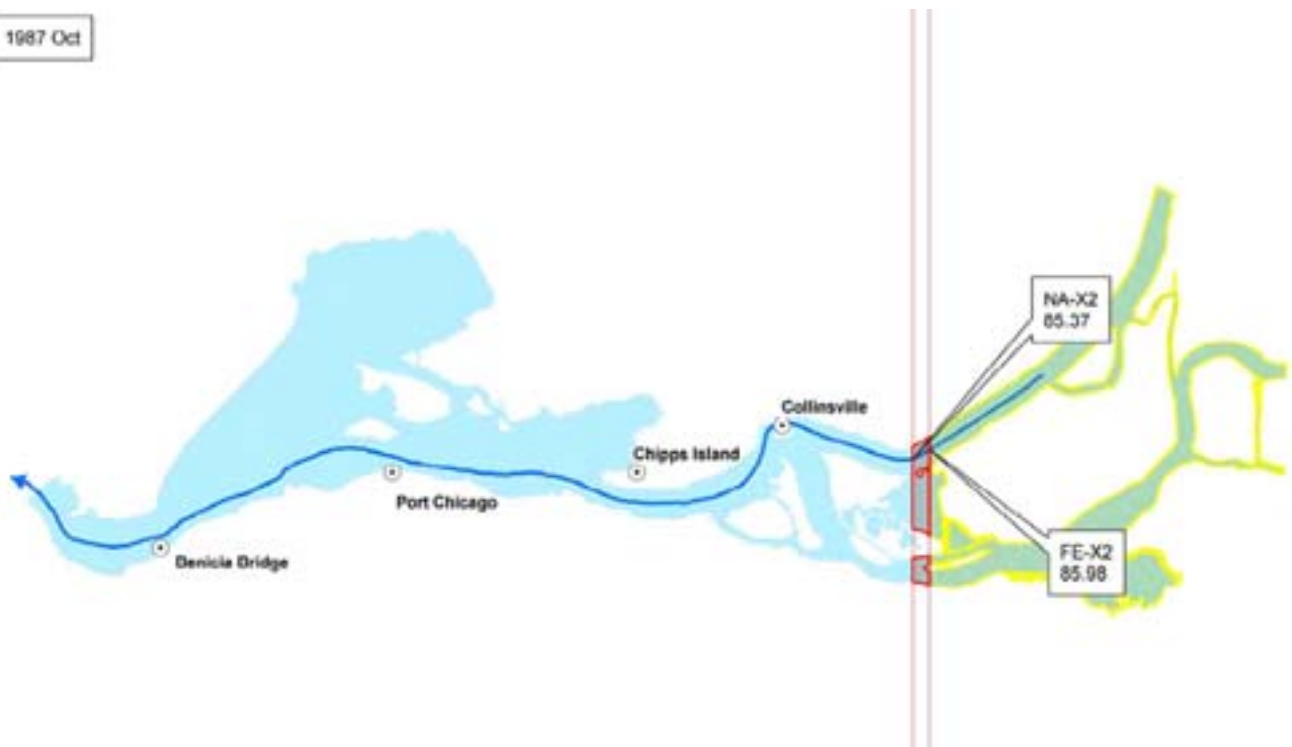 1987 Oct
NA-X2
85.37
Collinsville
Chipps Island
Port Chicago
Benicia Bridge
FE-X2
85.98